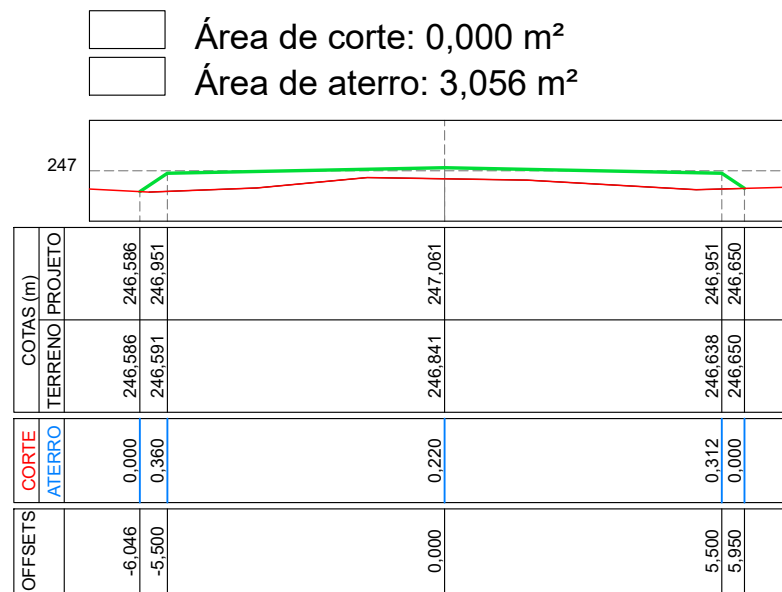 Área de corte: 0,000 m²
Área de aterro: 3,056 m²
247
COTAS (m)
PROJETO
246,586 246,951 247,061 246,951 246,650
TERRENO
246,586 246,591 246,841 246,638 246,650
CORTE
ATERRO
0,000 0,360 0,220 0,312 0,000
OFFSETS
-6,046 -5,500 0,000 5,500 5,950